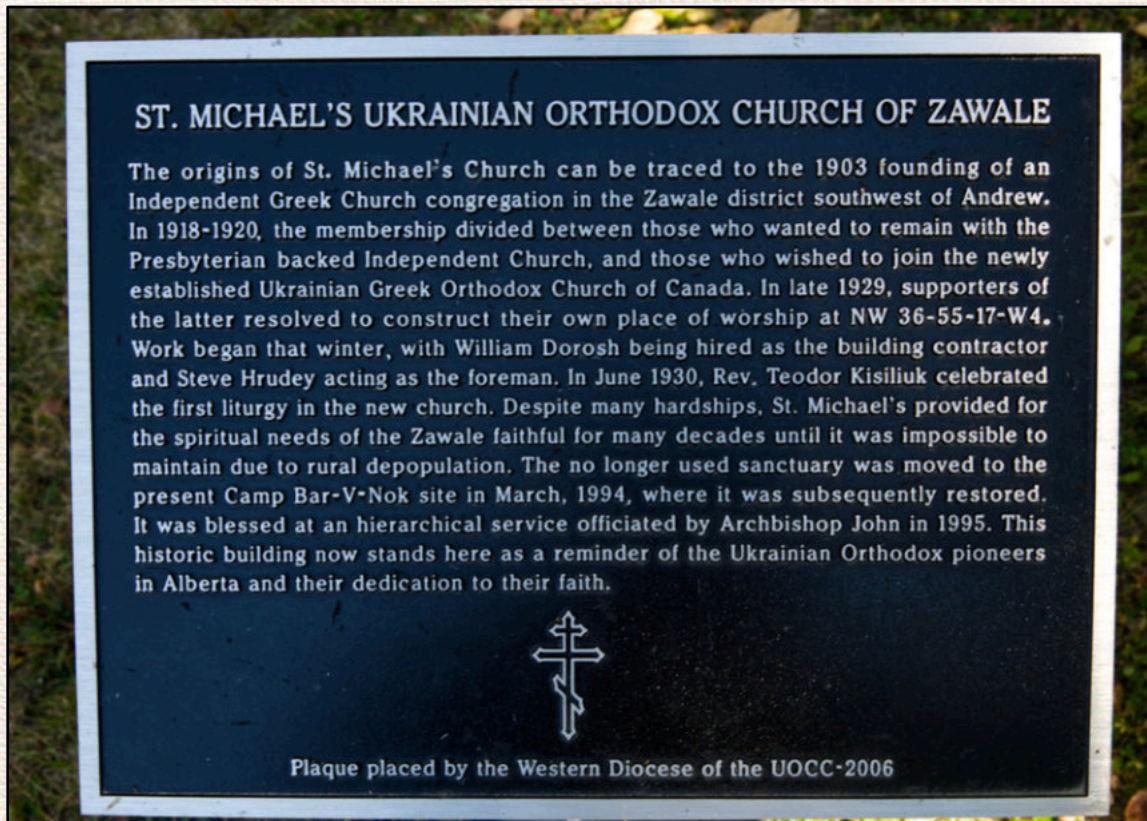 ST. MICHAEL'S UKRAINIAN ORTHODOX CHURCH OF ZAWALE
The origins of St. Michael's Church can be traced to the 1903 founding of an
Independent Greek Church congregation in the Zawale district southwest of Andrew.
In 1918-1920, the membership divided between those who wanted to remain with the
Presbyterian backed Independent Church, and those who wished to join the newly
established Ukrainian Greek Orthodox Church of Canada. In late 1929, supporters of
the latter resolved to construct their own place of worship at NW 36-55-17-W4.
Work began that winter, with William Dorosh being hired as the building contractor
and Steve Hrudey acting as the foreman. In June 1930, Rev. Teodor Kisiliuk celebrated
the first liturgy in the new church. Despite many hardships, St. Michael's provided for
the spiritual needs of the Zawale faithful for many decades until it was impossible to
maintain due to rural depopulation. The no longer used sanctuary was moved to the
present Camp Bar-V-Nok site in March, 1994, where it was subsequently restored.
It was blessed at an hierarchical service officiated by Archbishop John in 1995. This
historic building now stands here as a reminder of the Ukrainian Orthodox pioneers
in Alberta and their dedication to their faith.
Plaque placed by the Western Diocese of the UOCC-2006